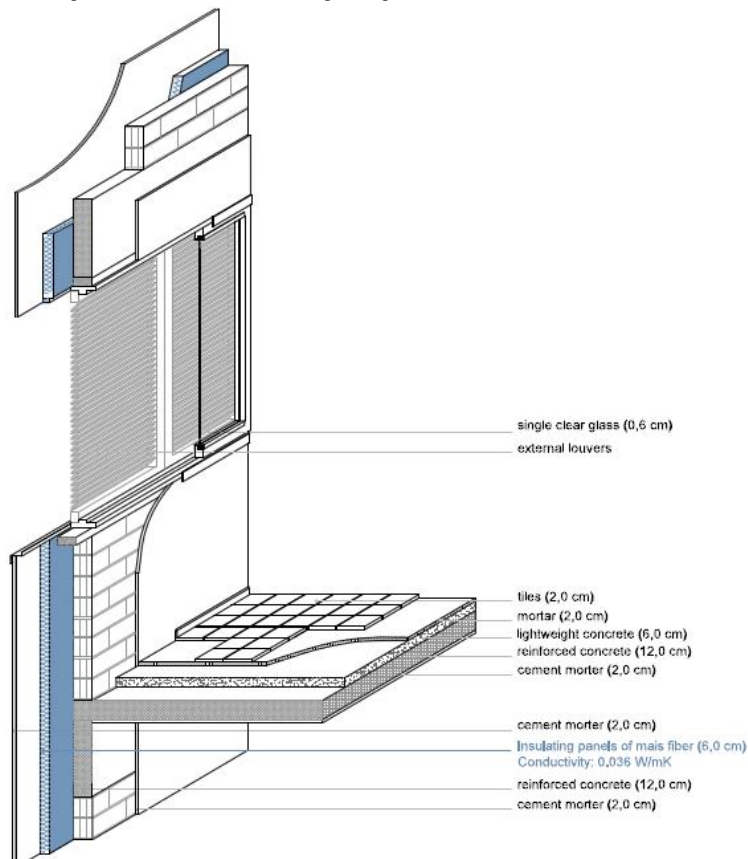 single clear glass (0,6 cm)
external louvers
tiles (2,0 cm)
mortar (2,0 cm)
lightweight concrete (6,0 cm)
reinforced concrete (12,0 cm)
cement morter (2,0 cm)
cement morter (2,0 cm)
Insulating panels of mais fiber (6,0 cm)
Conductivity: 0.036 W/mK
reinforced concrete (12,0 cm)
cement morter (2,0 cm)